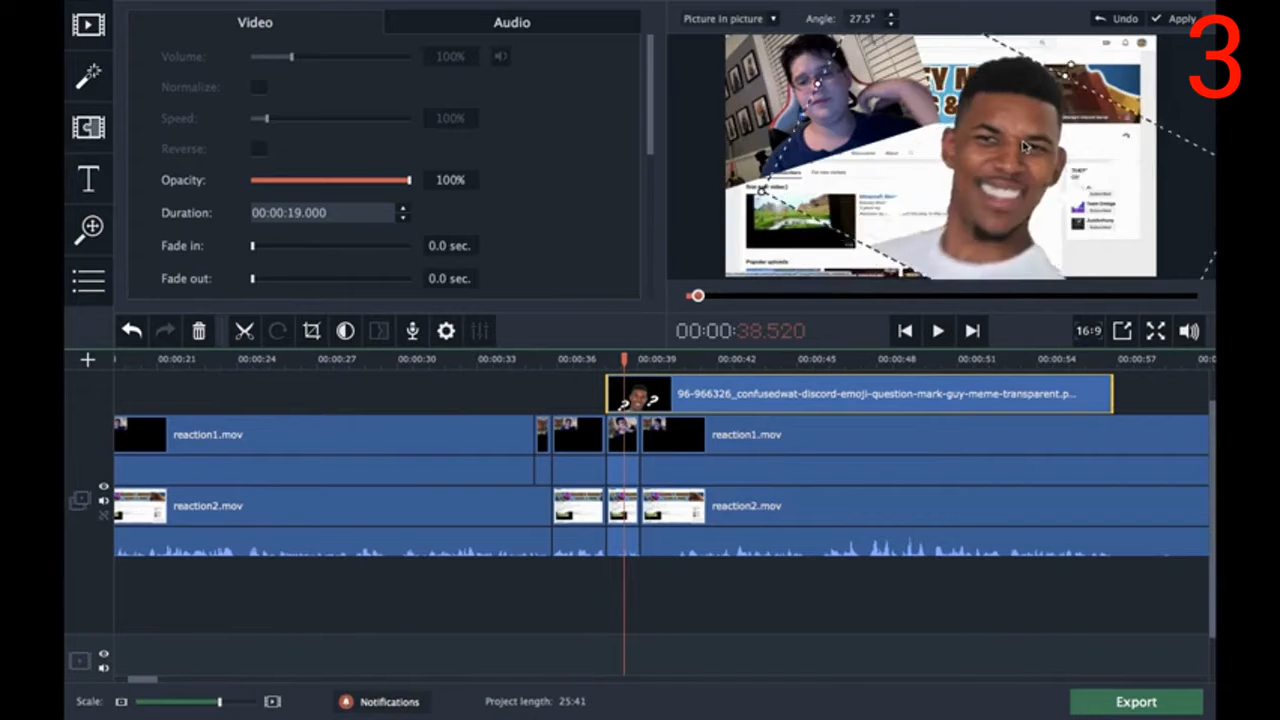 Video
Audio
Picture in picture ▾
Angle:
27.5°
Undo
Apply
3
Volume:
100%
Normalize:
Speed:
100%
Reverse:
Opacity:
100%
Duration:
00:00:19.000
Fade in:
0.0 sec.
Fade out:
0.0 sec.
Popular uploads
00:00:38.520
16:9
00:00:21
00:00:24
00:00:27
00:00:30
00:00:33
00:00:36
00:00:39
00:00:42
00:00:45
00:00:48
00:00:51
00:00:54
00:00:57
96-966326_confusedwat-discord-emoji-question-mark-guy-meme-transparent.p...
reaction1.mov
reaction1.mov
reaction2.mov
reaction2.mov
Scale:
Notifications
Project length: 25:41
Export